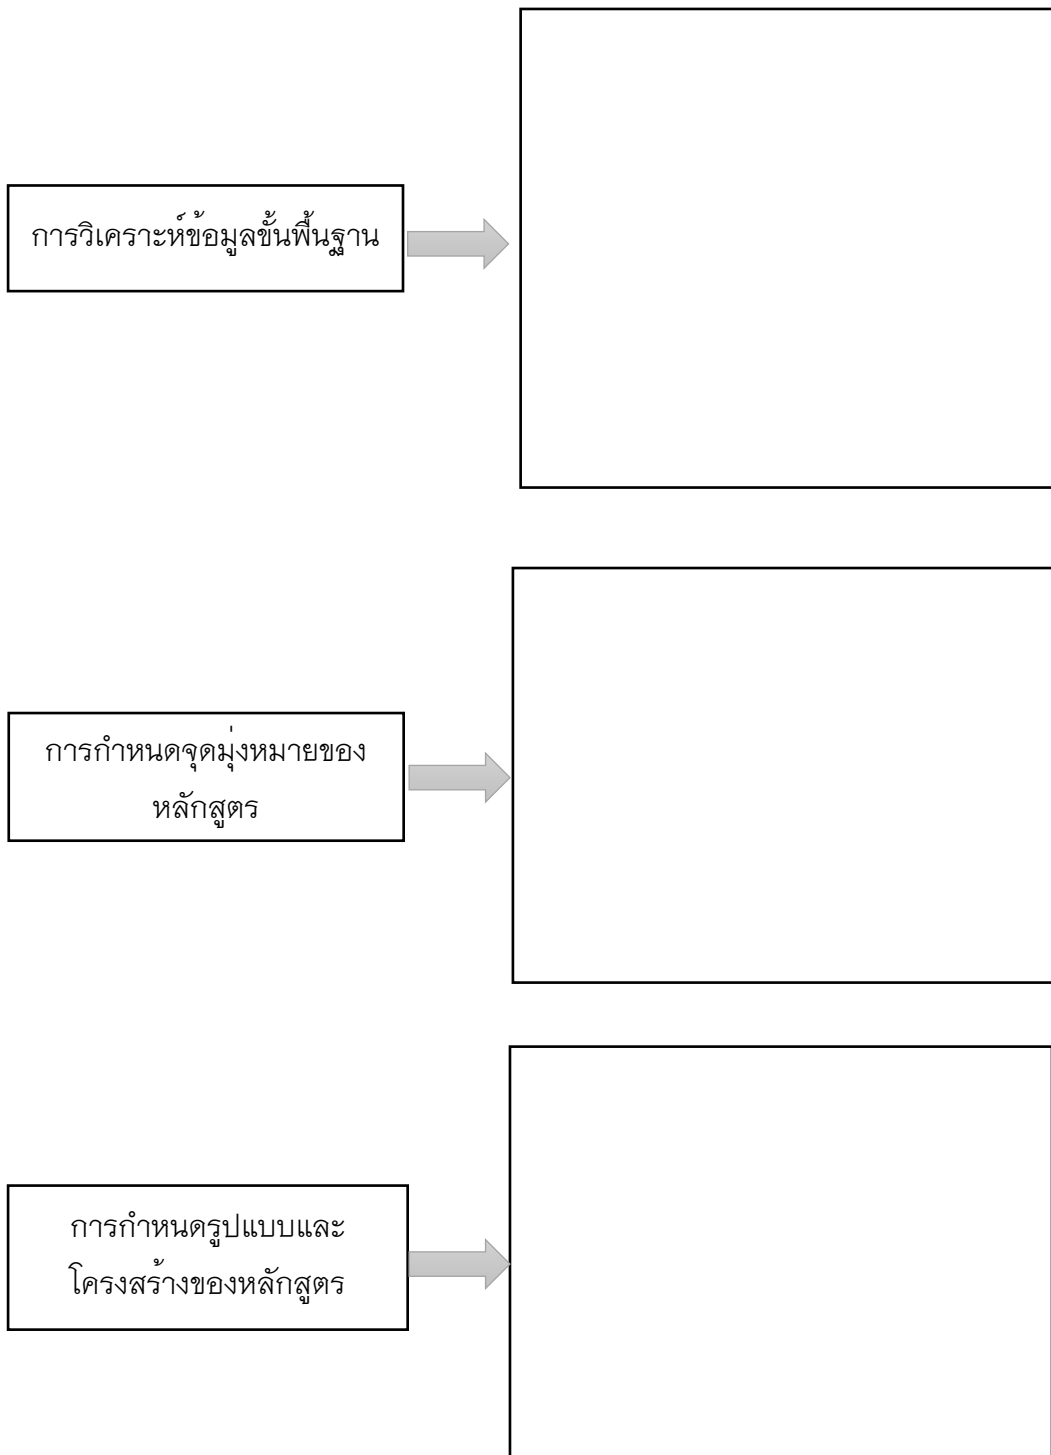 การวิเคราะห์ข้อมูลขั้นพื้นฐาน
การกำหนดจุดมุ่งหมายของ
หลักสูตร
การกำหนดรูปแบบและ
โครงสร้างของหลักสูตร